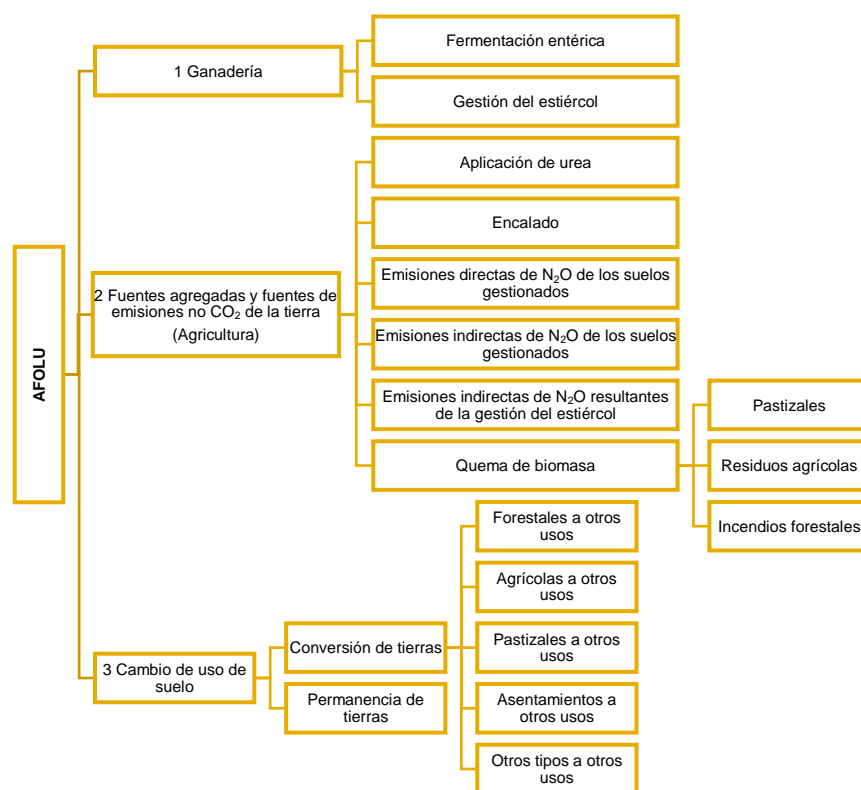 AFOLU
1 Ganadería
Fermentación entérica
Gestión del estiércol
2 Fuentes agregadas y fuentes de
emisiones no CO₂ de la tierra
(Agricultura)
Aplicación de urea
Encalado
Emisiones directas de N₂O de los suelos
gestionados
Emisiones indirectas de N₂O de los suelos
gestionados
Emisiones indirectas de N₂O resultantes
de la gestión del estiércol
Quema de biomasa
Pastizales
Residuos agrícolas
Incendios forestales
3 Cambio de uso de
suelo
Conversión de tierras
Forestales a otros
usos
Agrícolas a otros
usos
Pastizales a otros
usos
Asentamientos a
otros usos
Otros tipos a otros
usos
Permanencia de
tierras